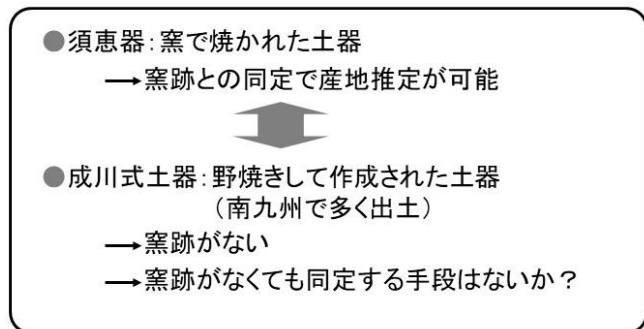 ●須恵器：窯で焼かれた土器
→窯跡との同定で産地推定が可能
●成川式土器：野焼きして作成された土器
（南九州で多く出土）
→窯跡がない
→窯跡がなくても同定する手段はないか？